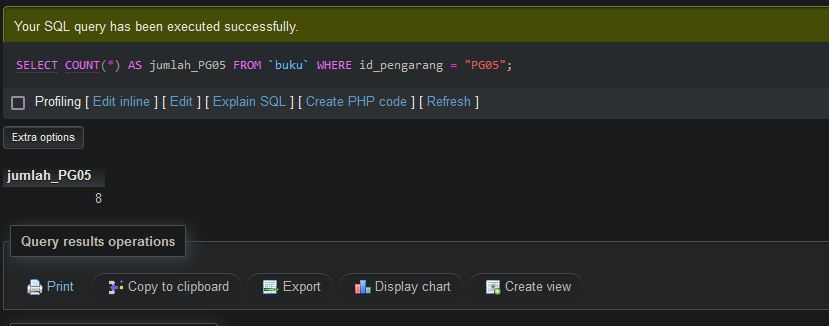 Your SQL query has been executed successfully.
SELECT COUNT(*) AS jumlah_PG05 FROM `buku` WHERE id_pengarang = "PG05";
Profiling [ Edit inline ] [ Edit ] [ Explain SQL ] [ Create PHP code ] [ Refresh ]
Extra options
jumlah_PG05
8
Query results operations
Print Copy to clipboard Export Display chart Create view